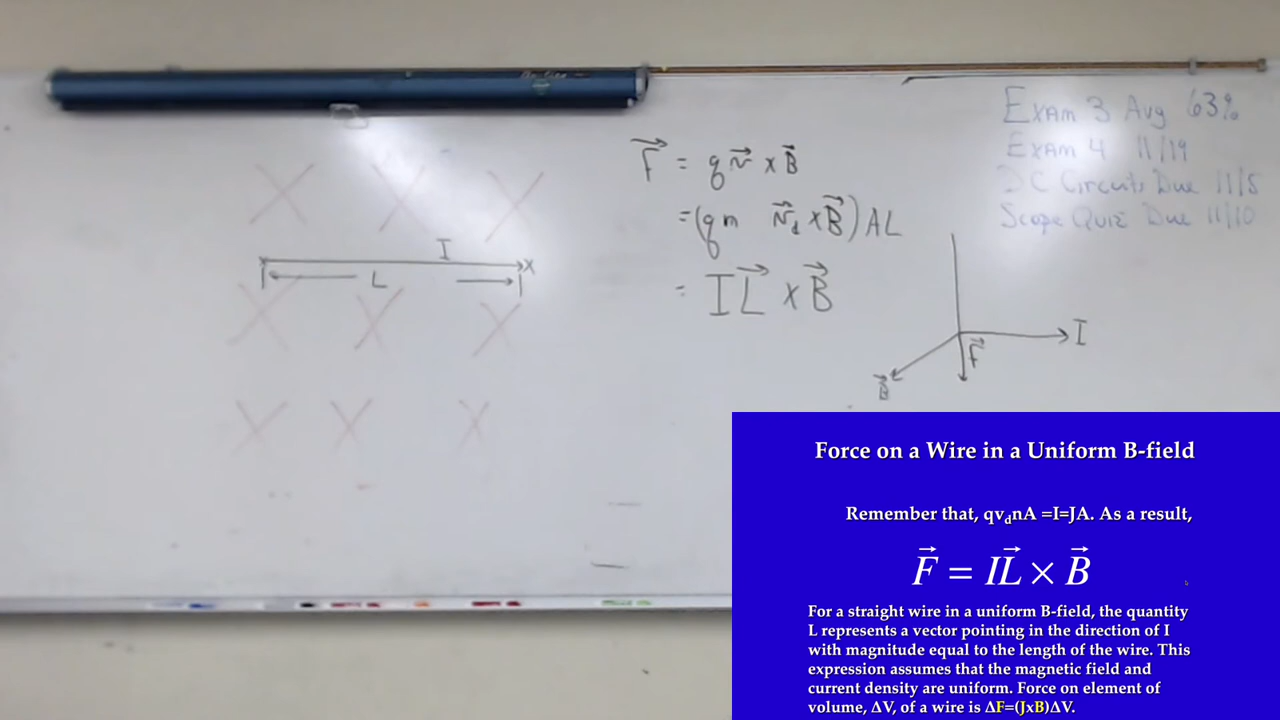 Exam 3 Avg 63%
Exam 4 11/19
DC Circuits Due 11/5
Scope Quiz Due 11/10
F⃗ = qv⃗ x B⃗
=(qn v⃗d x B⃗)AL
= IL⃗ x B⃗
I
L
I
F⃗
B⃗
Force on a Wire in a Uniform B-field
Remember that, qvdnA =I=JA. As a result,
F⃗ = IL⃗ × B⃗
For a straight wire in a uniform B-field, the quantity
L represents a vector pointing in the direction of I
with magnitude equal to the length of the wire. This
expression assumes that the magnetic field and
current density are uniform. Force on element of
volume, ΔV, of a wire is ΔF=(JxB)ΔV.